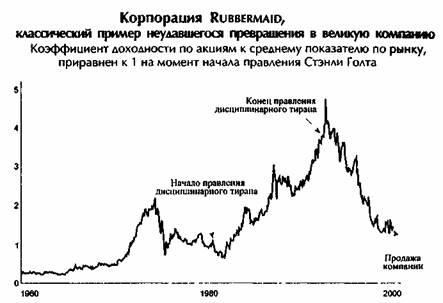 Корпорация Rubbermaid,
классический пример неудавшегося превращения в великую компанию
Коэффициент доходности по акциям к среднему показателю по рынку,
приравнен к 1 на момент начала правления Стэнли Голта
5
Конец правления
дисциплинарного тирана
4
3
Начало правления
дисциплинарного тирана
2
1
Продажа
компании
0
1960
1980
2000